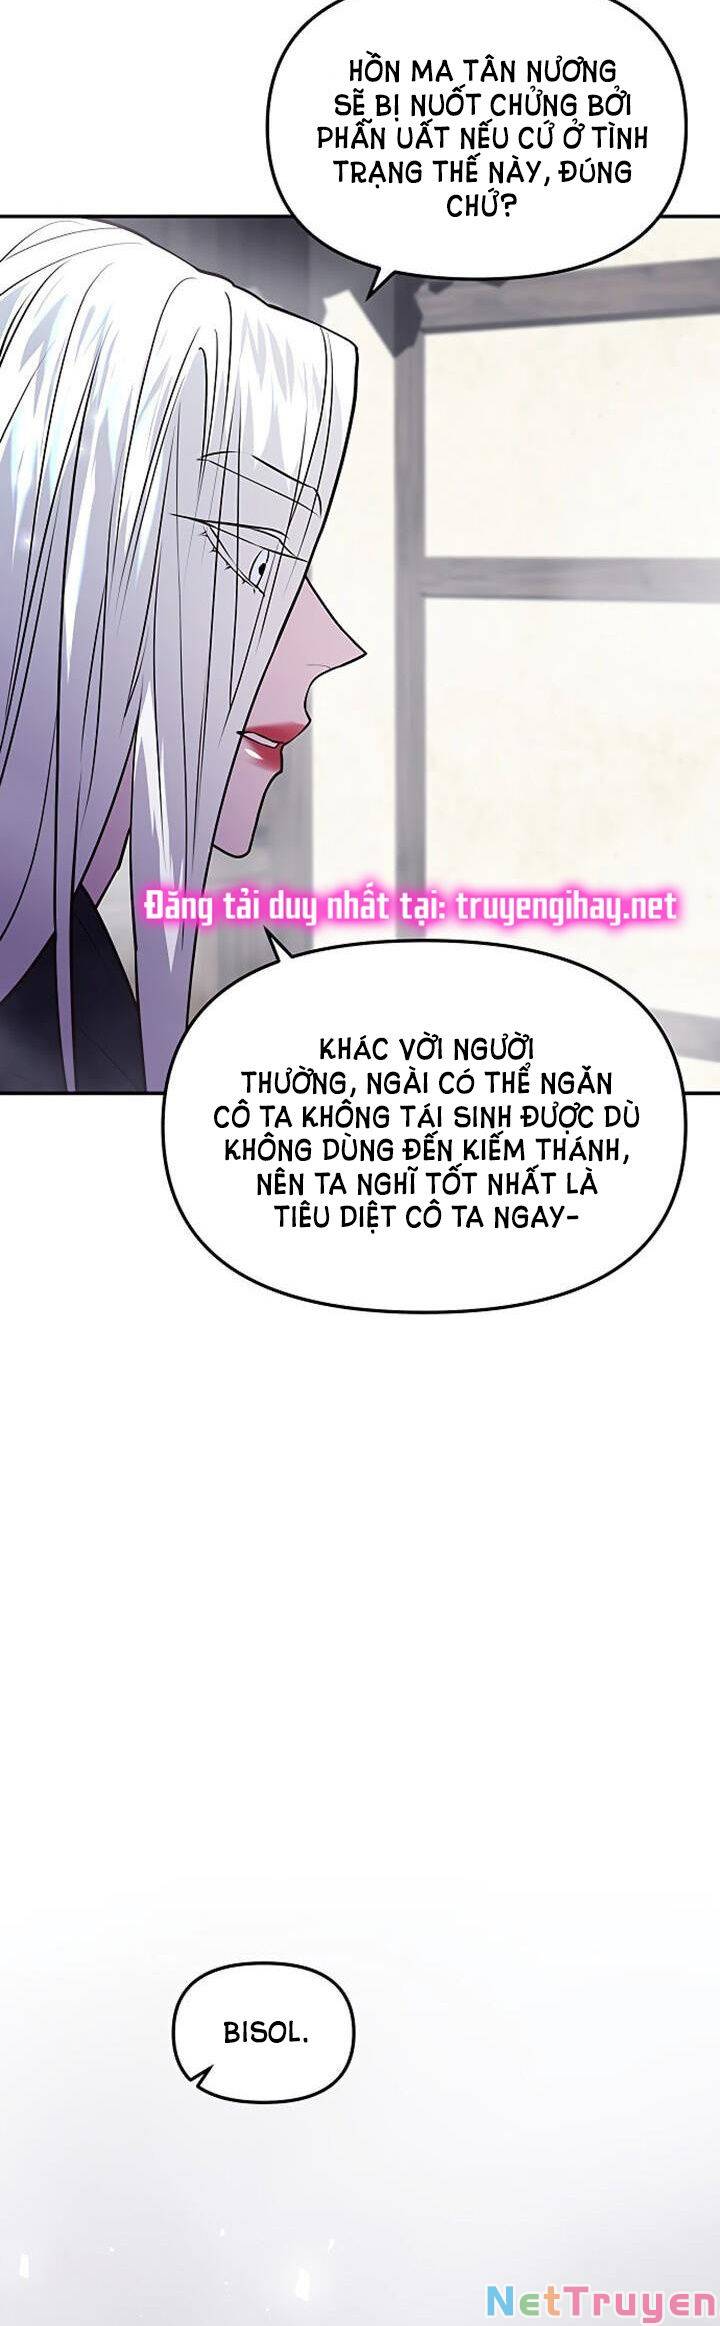 HỒN MA TÂN NƯƠNG
SẼ BỊ NUỐT CHỬNG BỞI
PHẪN UẤT NẾU CỨ Ở TÌNH
TRẠNG THẾ NÀY, ĐÚNG
CHỨ?
Đăng tải duy nhất tại: truyengihay.net
KHÁC VỜI NGƯỜI
THƯỜNG, NGÀI CÓ THỂ NGĂN
CÔ TA KHÔNG TÁI SINH ĐƯỢC DÙ
KHÔNG DÙNG ĐẾN KIẾM THÁNH,
NÊN TA NGHĨ TỐT NHẤT LÀ
TIÊU DIỆT CÔ TA NGAY-
BISOL.
NetTruyen